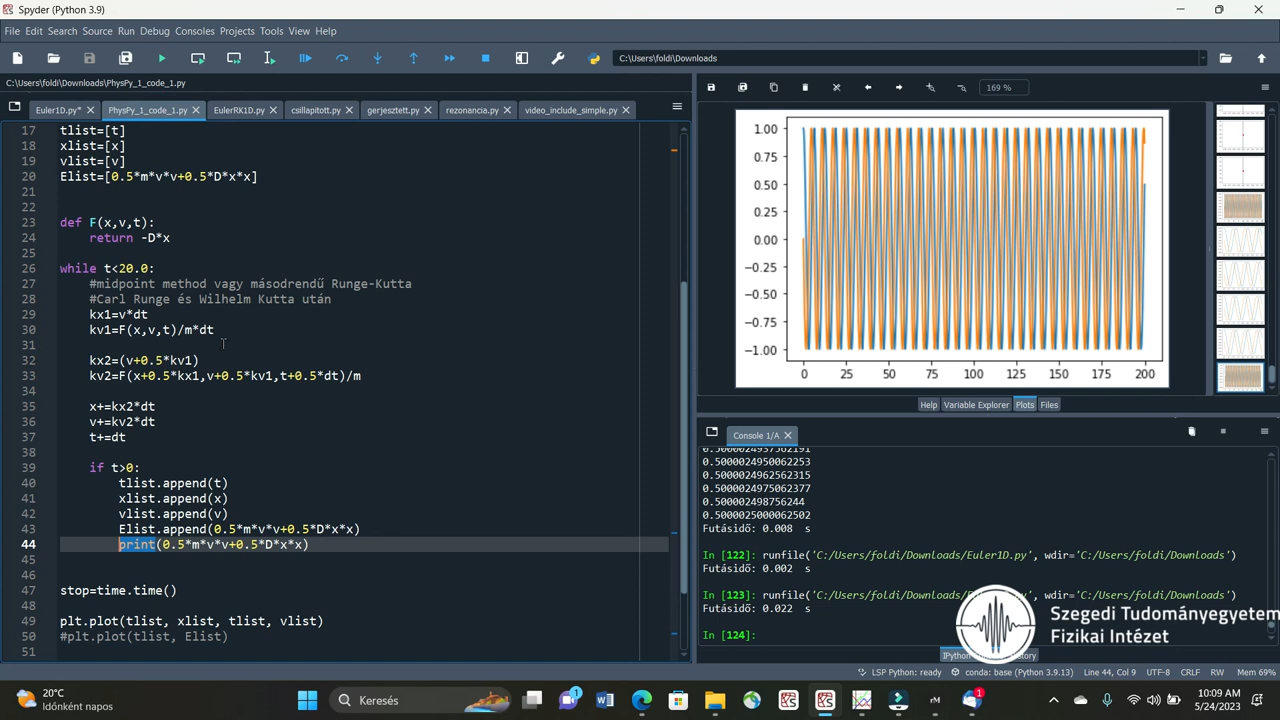 Spyder (Python 3.9)
File Edit Search Source Run Debug Consoles Projects Tools View Help
C:\Users\foldi\Downloads
C:\Users\foldi\Downloads\PhysPy_1_code_1.py
Euler1D.py* PhysPy_1_code_1.py EulerRK1D.py csillapitott.py gerjesztett.py rezonancia.py video_include_simple.py
169 %
17 tlist=[t]
18 xlist=[x]
19 vlist=[v]
20 Elist=[0.5*m*v*v+0.5*D*x*x]
21
22
23 def F(x,v,t):
24 return -D*x
25
26 while t<20.0:
27 #midpoint method vagy másodrendű Runge-Kutta
28 #Carl Runge és Wilhelm Kutta után
29 kx1=v*dt
30 kv1=F(x,v,t)/m*dt
31
32 kx2=(v+0.5*kv1)
33 kv2=F(x+0.5*kx1,v+0.5*kv1,t+0.5*dt)/m
34
35 x+=kx2*dt
36 v+=kv2*dt
37 t+=dt
38
39 if t>0:
40 tlist.append(t)
41 xlist.append(x)
42 vlist.append(v)
43 Elist.append(0.5*m*v*v+0.5*D*x*x)
44 print(0.5*m*v*v+0.5*D*x*x)
45
46
47 stop=time.time()
48
49 plt.plot(tlist, xlist, tlist, vlist)
50 #plt.plot(tlist, Elist)
51
1.00
0.75
0.50
0.25
0.00
−0.25
−0.50
−0.75
−1.00
0 25 50 75 100 125 150 175 200
Help Variable Explorer Plots Files
Console 1/A
0.5000024937562191
0.5000024950062253
0.5000024962562315
0.5000024975062377
0.500002498756244
0.5000025000062502
Futásidő: 0.008 s
In [122]: runfile('C:/Users/foldi/Downloads/Euler1D.py', wdir='C:/Users/foldi/Downloads')
Futásidő: 0.002 s
In [123]: runfile('C:/Users/foldi/Downloads/ , wdir='C:/Users/foldi/Downloads')
Futásidő: 0.022 s
In [124]:
Szegedi Tudományegyetem
Fizikai Intézet
LSP Python: ready conda: base (Python 3.9.13) Line 44, Col 9 UTF-8 CRLF RW Mem 69%
20°C
Időnként napos
Keresés
1
1
10:09 AM
5/24/2023